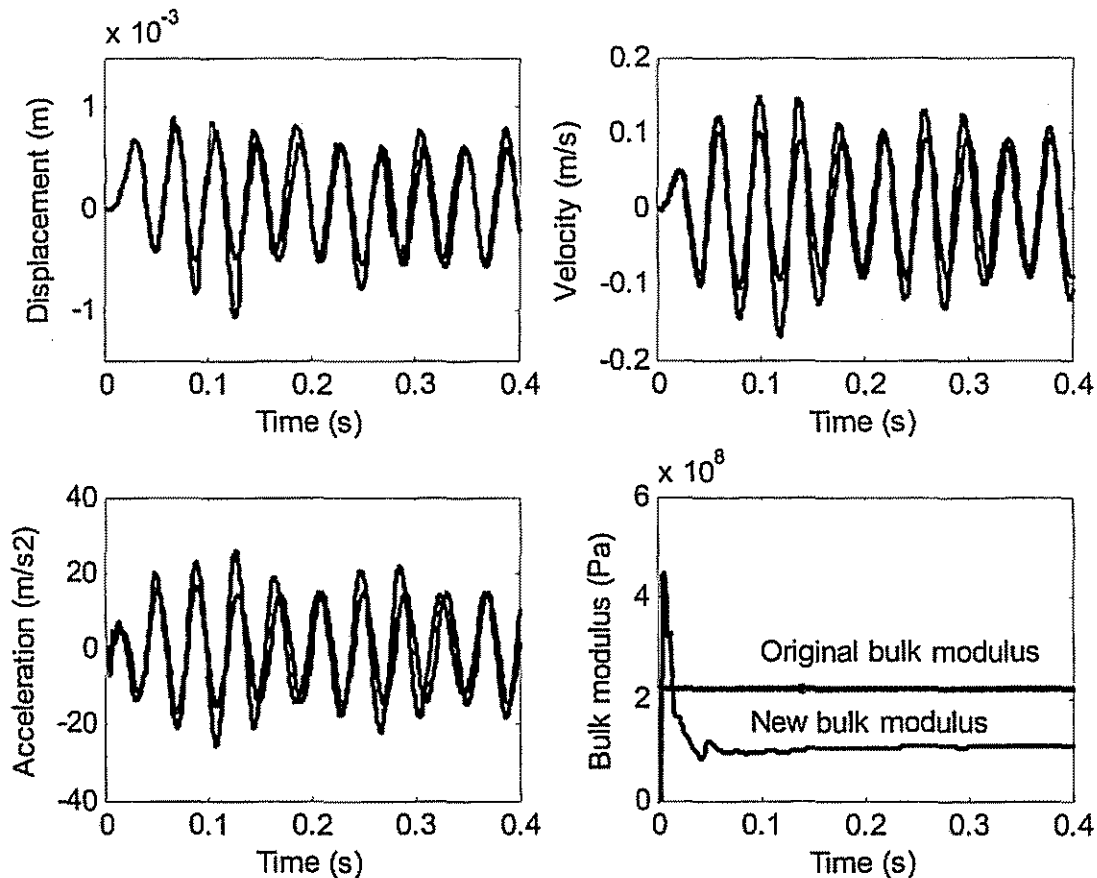 x 10-3
1
0
-1
Displacement (m)
0 0.1 0.2 0.3 0.4
Time (s)
0.2
0.1
0
-0.1
-0.2
Velocity (m/s)
0 0.1 0.2 0.3 0.4
Time (s)
40
20
0
-20
-40
Acceleration (m/s2)
0 0.1 0.2 0.3 0.4
Time (s)
x 10^8
6
4
2
0
Bulk modulus (Pa)
Original bulk modulus
New bulk modulus
0 0.1 0.2 0.3 0.4
Time (s)